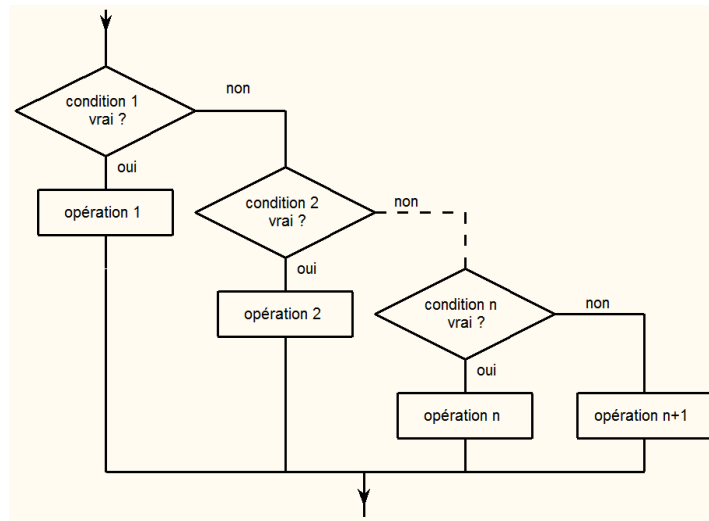 condition 1
vrai ?
non
oui
opération 1
condition 2
vrai ?
non
oui
opération 2
condition n
vrai ?
non
oui
opération n
opération n+1